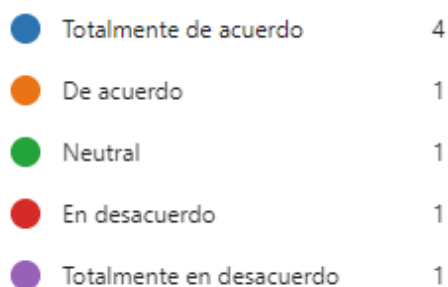 Totalmente de acuerdo 4
De acuerdo 1
Neutral 1
En desacuerdo 1
Totalmente en desacuerdo 1